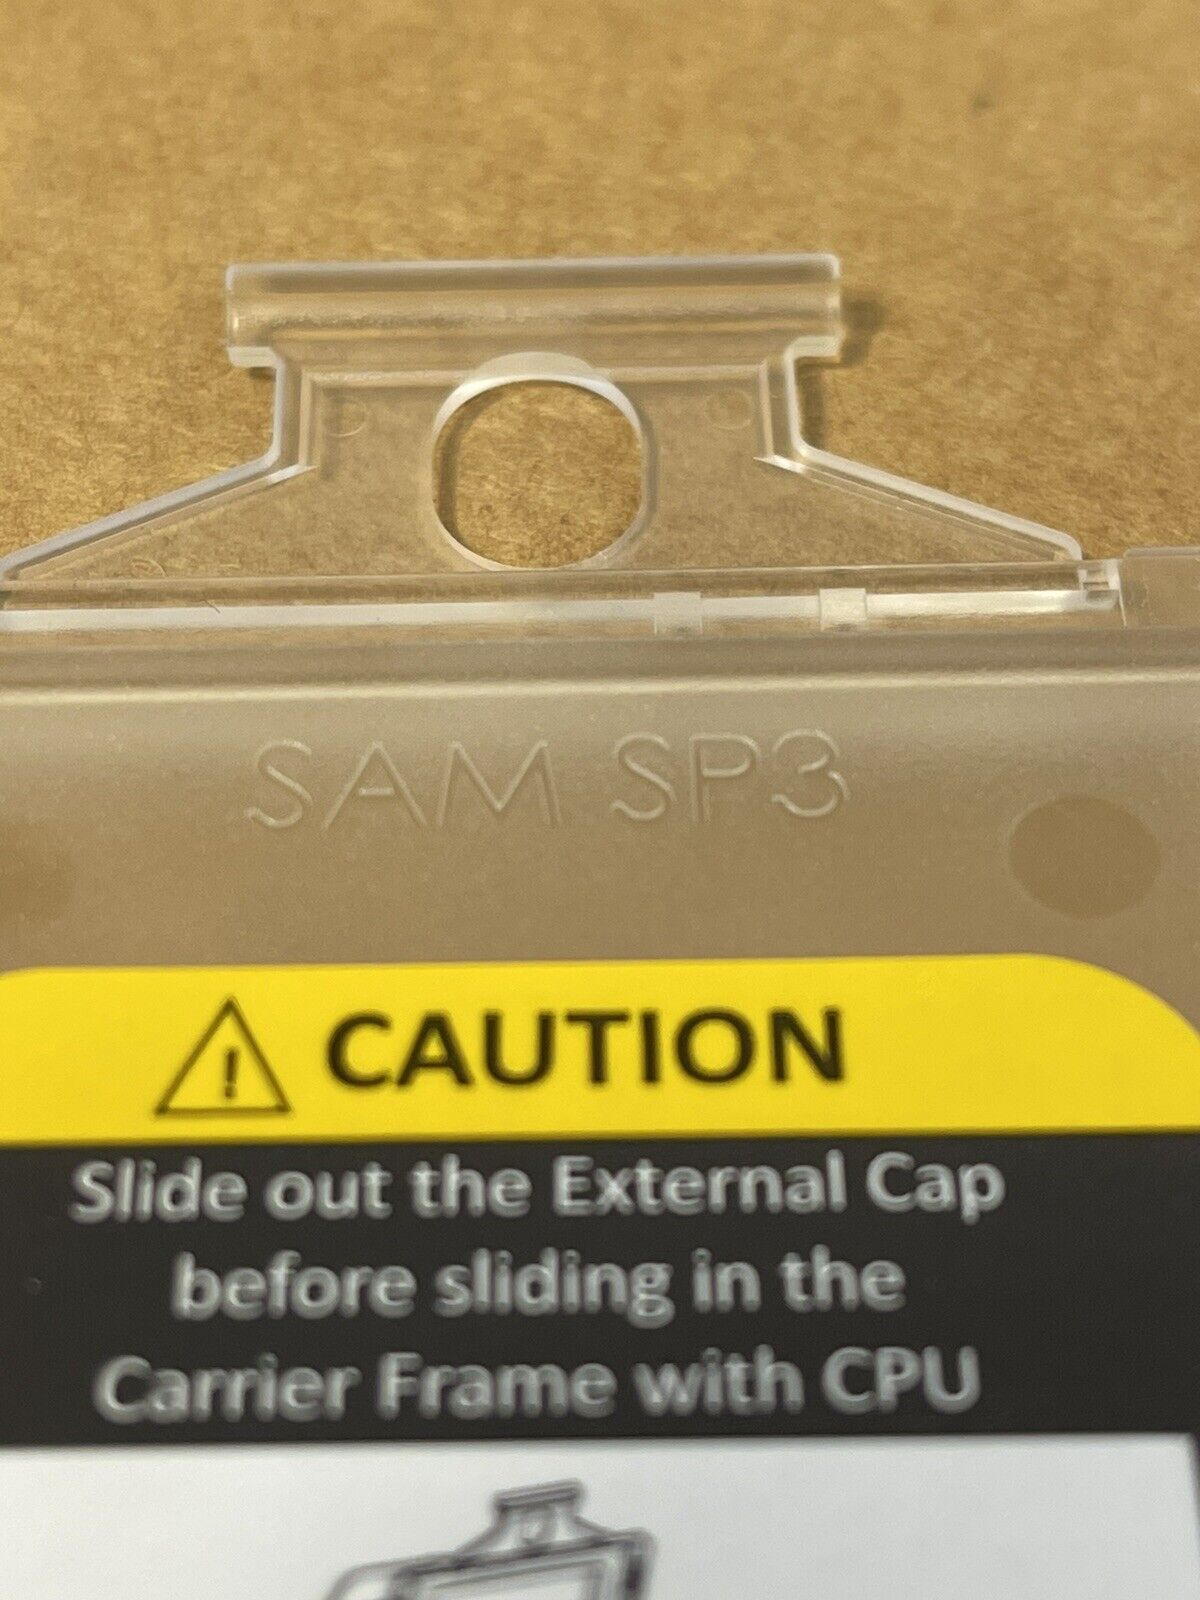 SAM SP3
! CAUTION
Slide out the External Cap
before sliding in the
Carrier Frame with CPU